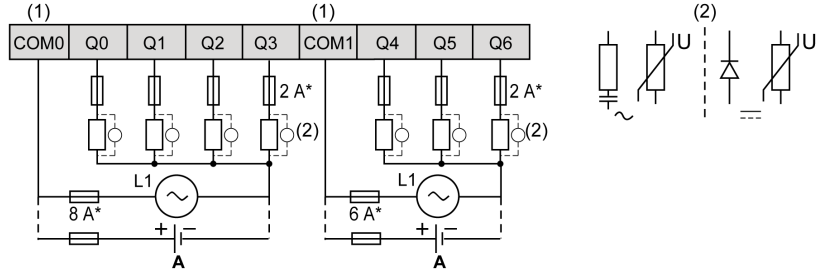 (1) (1) (2)
COM0 Q0 Q1 Q2 Q3 COM1 Q4 Q5 Q6
U U
2 A* 2 A*
(2) (2)
L1 L1
8 A* 6 A*
+ − + −
A A